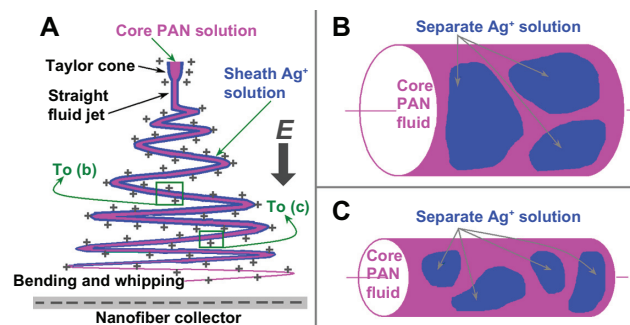 A
Core PAN solution
Taylor cone
Straight
fluid jet
Sheath Ag⁺
solution
E
To (b)
To (c)
Bending and whipping
Nanofiber collector
B
Separate Ag⁺ solution
Core
PAN
fluid
C
Separate Ag⁺ solution
Core
PAN
fluid